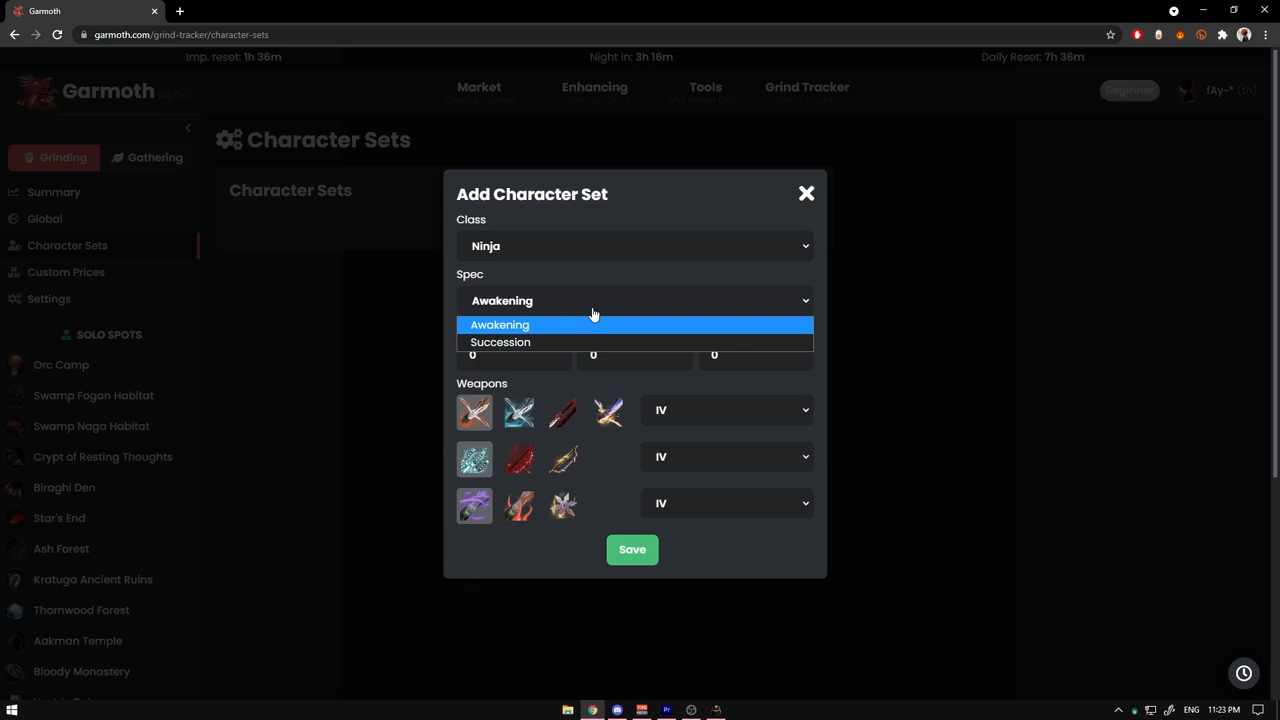 Garmoth
garmoth.com/grind-tracker/character-sets
Imp. reset: 1h 36m
Night in: 3h 16m
Daily Reset: 7h 36m
Garmoth alpha
Market
Enhancing
Tools
Grind Tracker
Beginner
fAy~* (th)
Grinding
Gathering
Character Sets
Summary
Global
Character Sets
Custom Prices
Settings
SOLO SPOTS
Orc Camp
Swamp Fogan Habitat
Swamp Naga Habitat
Crypt of Resting Thoughts
Biraghi Den
Star's End
Ash Forest
Kratuga Ancient Ruins
Thornwood Forest
Aakman Temple
Bloody Monastery
Character Sets
Add Character Set
Class
Ninja
Spec
Awakening
Awakening
Succession
0
0
0
Weapons
IV
IV
IV
Save
ENG
11:23 PM